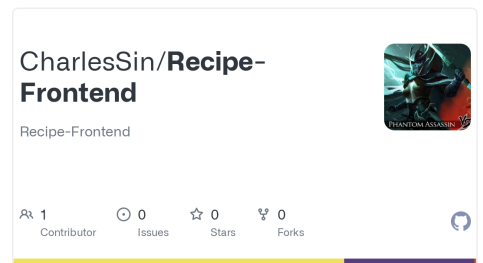 CharlesSin/Recipe-
Frontend
Recipe-Frontend
PHANTOM ASSASSIN
1
Contributor
0
Issues
0
Stars
0
Forks